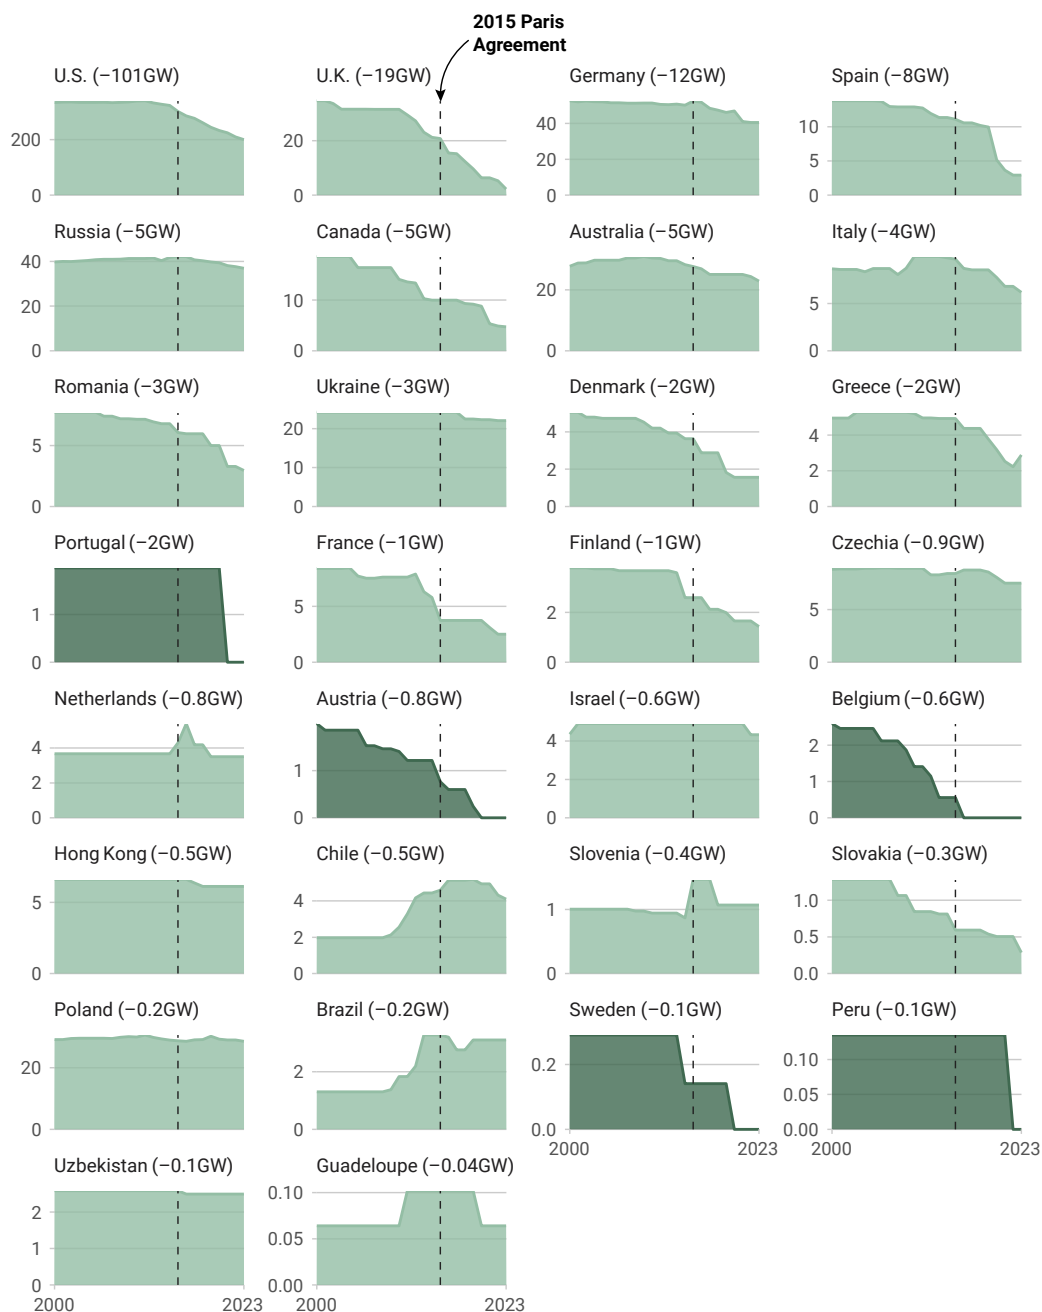 2015 Paris
Agreement
U.S. (−101GW)
200
0
U.K. (−19GW)
20
0
Germany (−12GW)
40
20
0
Spain (−8GW)
10
5
0
Russia (−5GW)
40
20
0
Canada (−5GW)
10
0
Australia (−5GW)
20
0
Italy (−4GW)
5
0
Romania (−3GW)
5
0
Ukraine (−3GW)
20
10
0
Denmark (−2GW)
4
2
0
Greece (−2GW)
4
2
0
Portugal (−2GW)
1
0
France (−1GW)
5
0
Finland (−1GW)
2
0
Czechia (−0.9GW)
5
0
Netherlands (−0.8GW)
4
2
0
Austria (−0.8GW)
1
0
Israel (−0.6GW)
4
2
0
Belgium (−0.6GW)
2
1
0
Hong Kong (−0.5GW)
5
0
Chile (−0.5GW)
4
2
0
Slovenia (−0.4GW)
1
0
Slovakia (−0.3GW)
1.0
0.5
0.0
Poland (−0.2GW)
20
0
Brazil (−0.2GW)
2
0
Sweden (−0.1GW)
0.2
0.0
2000
2023
Peru (−0.1GW)
0.10
0.05
0.00
2000
2023
Uzbekistan (−0.1GW)
2
1
0
2000
2023
Guadeloupe (−0.04GW)
0.10
0.05
0.00
2000
2023